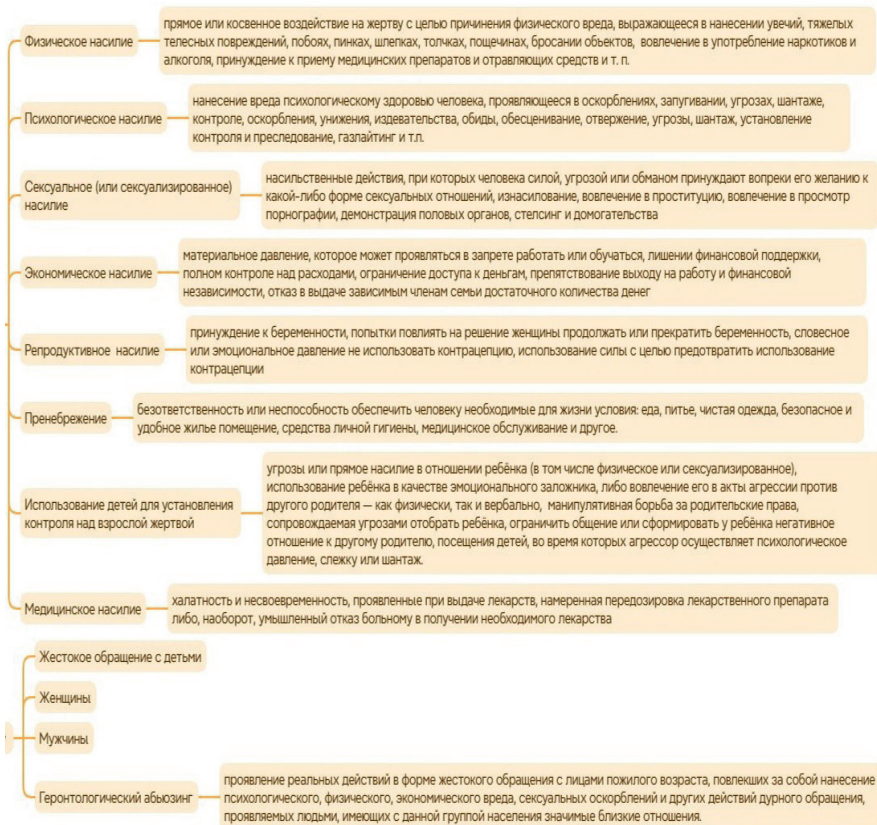 прямое или косвенное воздействие на жертву с целью причинения физического вреда, выражающееся в нанесении увечий, тяжелых
Физическое насилие
телесных повреждений, побоях, пинках, шлепках, толчках, пощечинах, бросании объектов, вовлечение в употребление наркотиков и
алкоголя, принуждение к приему медицинских препаратов и отравляющих средств и т. п.
Психологическое насилие
нанесение вреда психологическому здоровью человека, проявляющееся в оскорблениях, запугивании, угрозах, шантаже,
контроле, оскорбления, унижения, издевательства, обиды, обесценивание, отвержение, угрозы, шантаж, установление
контроля и преследование, газлайтинг и т.п.
Сексуальное (или сексуализированное)
насилие
насильственные действия, при которых человека силой, угрозой или обманом принуждают вопреки его желанию к
какой-либо форме сексуальных отношений, изнасилование, вовлечение в проституцию, вовлечение в просмотр
порнографии, демонстрация половых органов, стелсинг и домогательства
Экономическое насилие
материальное давление, которое может проявляться в запрете работать или обучаться, лишении финансовой поддержки,
полном контроле над расходами, ограничение доступа к деньгам, препятствование выходу на работу и финансовой
независимости, отказ в выдаче зависимым членам семьи достаточного количества денег
Репродуктивное насилие
принуждение к беременности, попытки повлиять на решение женщины продолжать или прекратить беременность, словесное
или эмоциональное давление не использовать контрацепцию, использование силы с целью предотвратить использование
контрацепции
Пренебрежение
безответственность или неспособность обеспечить человеку необходимые для жизни условия: еда, питье, чистая одежда, безопасное и
удобное жилье помещение, средства личной гигиены, медицинское обслуживание и другое.
Использование детей для установления
контроля над взрослой жертвой
угрозы или прямое насилие в отношении ребёнка (в том числе физическое или сексуализированное),
использование ребёнка в качестве эмоционального заложника, либо вовлечение его в акты агрессии против
другого родителя — как физически, так и вербально, манипулятивная борьба за родительские права,
сопровождаемая угрозами отобрать ребёнка, ограничить общение или сформировать у ребёнка негативное
отношение к другому родителю, посещения детей, во время которых агрессор осуществляет психологическое
давление, слежку или шантаж.
Медицинское насилие
халатность и несвоевременность, проявленные при выдаче лекарств, намеренная передозировка лекарственного препарата
либо, наоборот, умышленный отказ больному в получении необходимого лекарства
Жестокое обращение с детьми
Женщины
Мужчины
Геронтологический абьюзинг
проявление реальных действий в форме жестокого обращения с лицами пожилого возраста, повлекших за собой нанесение
психологического, физического, экономического вреда, сексуальных оскорблений и других действий дурного обращения,
проявляемых людьми, имеющих с данной группой населения значимые близкие отношения.